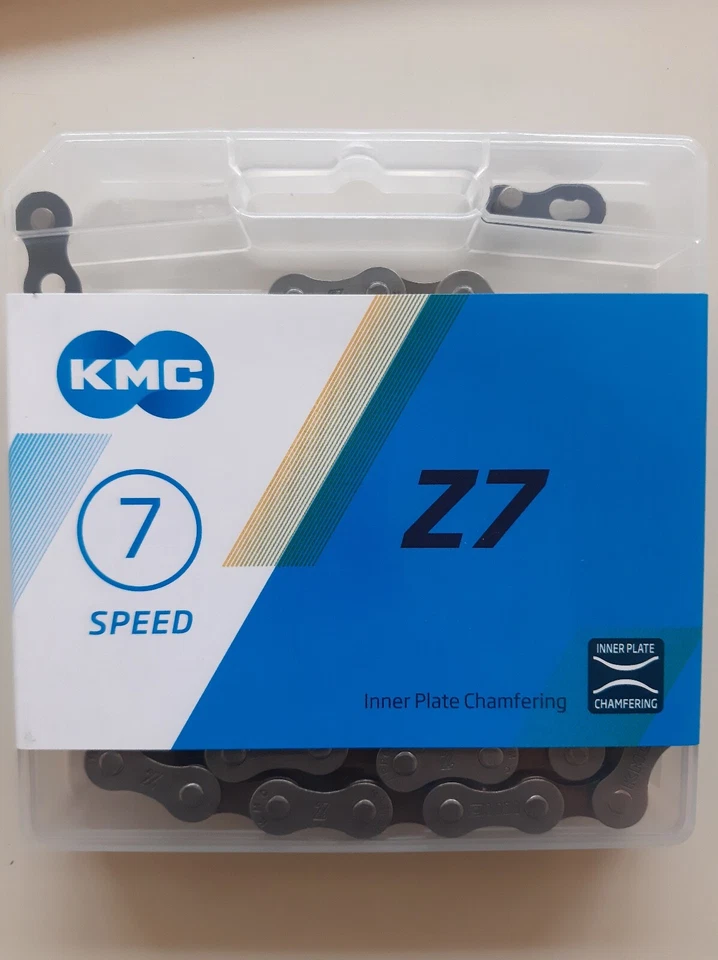 KMC
7
SPEED
Z7
Inner Plate Chamfering
INNER PLATE
CHAMFERING